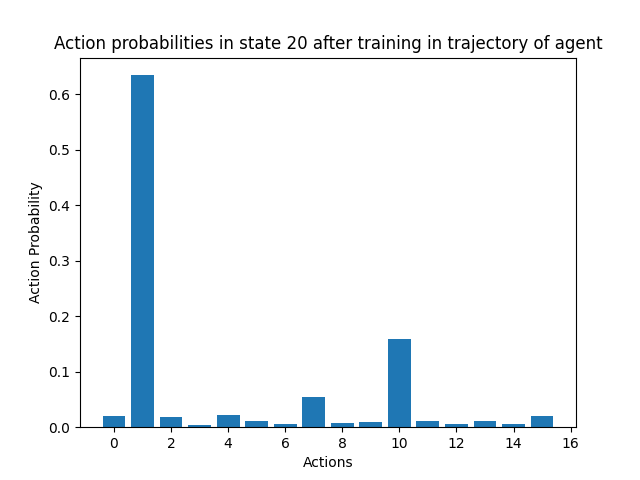 Action probabilities in state 20 after training in trajectory of agent
Action Probability
0.6
0.5
0.4
0.3
0.2
0.1
0.0
0 2 4 6 8 10 12 14 16
Actions